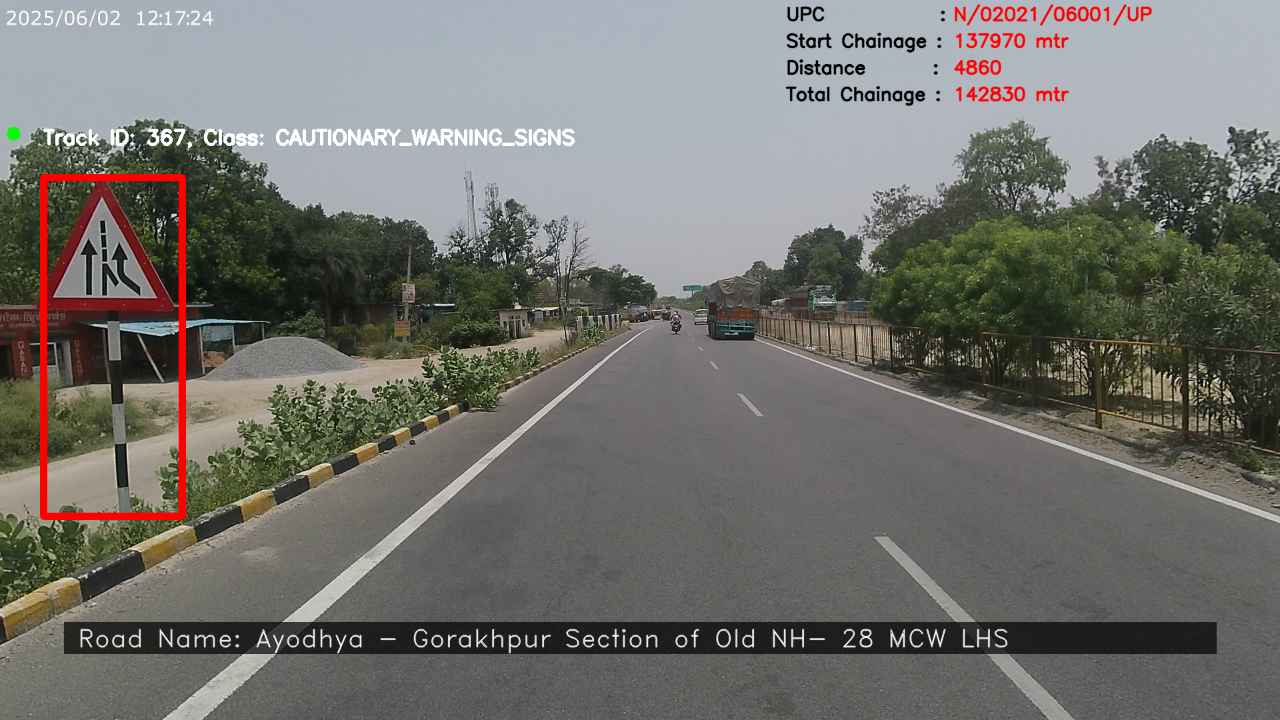 2025/06/02 12:17:24
UPC : N/02021/06001/UP
Start Chainage : 137970 mtr
Distance : 4860
Total Chainage : 142830 mtr
Track ID: 367, Class: CAUTIONARY_WARNING_SIGNS
Road Name: Ayodhya - Gorakhpur Section of Old NH- 28 MCW LHS